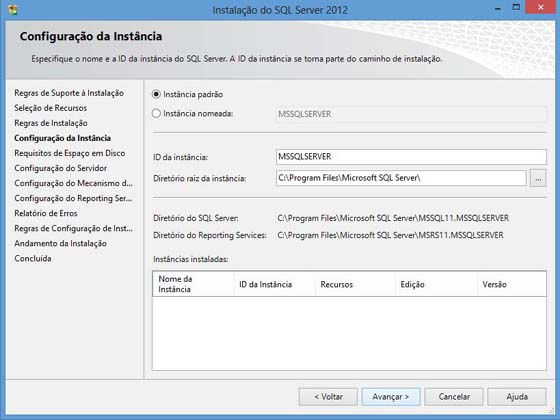 Instalação do SQL Server 2012
Configuração da Instância
Especifique o nome e a ID da instância do SQL Server. A ID da instância se torna parte do caminho de instalação.
Regras de Suporte à Instalação
Seleção de Recursos
Regras de Instalação
Configuração da Instância
Requisitos de Espaço em Disco
Configuração do Servidor
Configuração do Mecanismo d...
Configuração do Reporting Ser...
Relatório de Erros
Regras de Configuração de Inst...
Andamento da Instalação
Concluída
Instância padrão
Instância nomeada: MSSQLSERVER
ID da instância: MSSQLSERVER
Diretório raiz da instância: C:\Program Files\Microsoft SQL Server\ ...
Diretório do SQL Server: C:\Program Files\Microsoft SQL Server\MSSQL11.MSSQLSERVER
Diretório do Reporting Services: C:\Program Files\Microsoft SQL Server\MSRS11.MSSQLSERVER
Instâncias instaladas:
Nome da Instância ID da Instância Recursos Edição Versão
< Voltar Avançar > Cancelar Ajuda